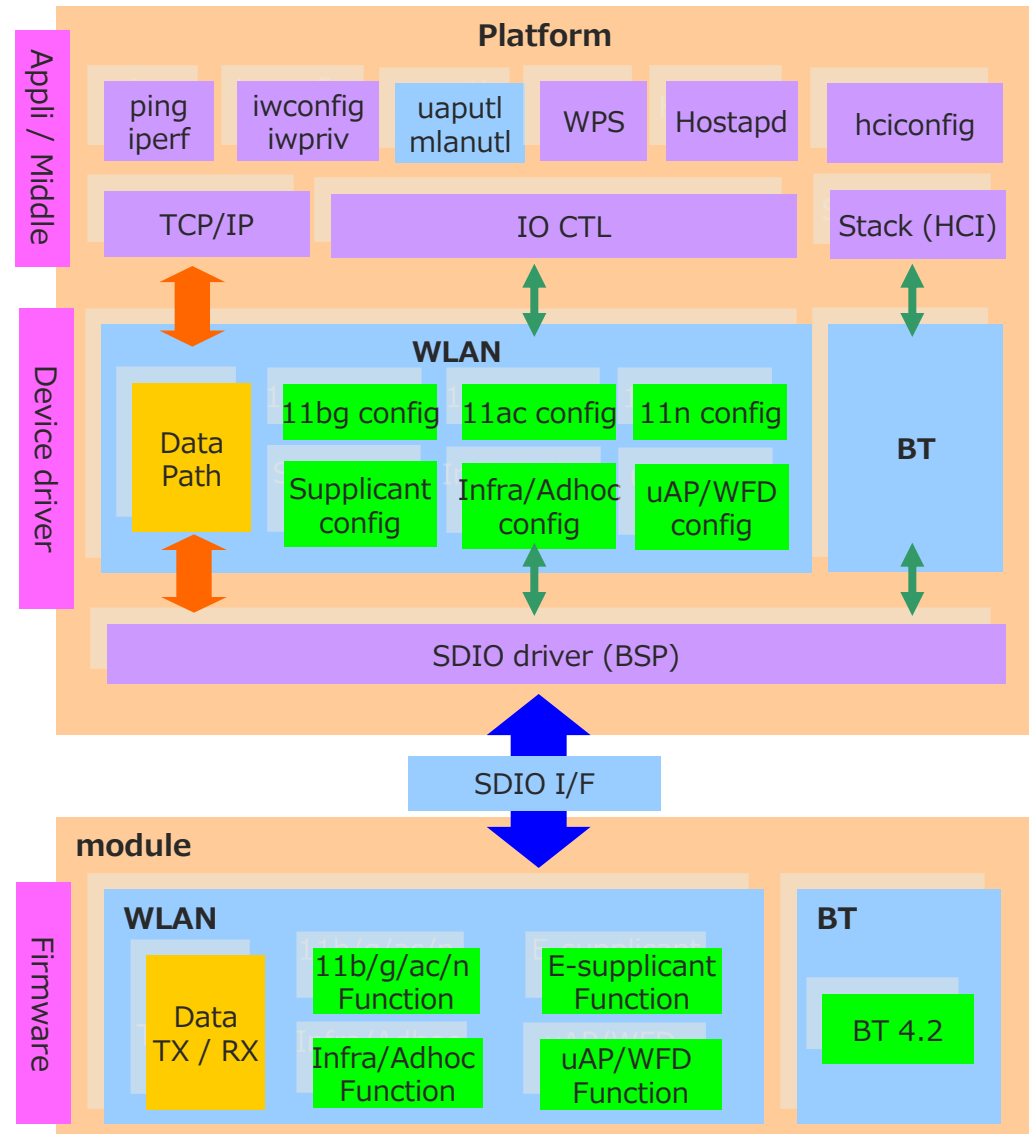 Platform
Appli / Middle
ping
iperf
iwconfig
iwpriv
uaputl
mlanutl
WPS
Hostapd
hciconfig
TCP/IP
IO CTL
Stack (HCI)
Device driver
WLAN
Data
Path
11bg config
11ac config
11n config
Supplicant
config
Infra/Adhoc
config
uAP/WFD
config
BT
SDIO driver (BSP)
SDIO I/F
module
Firmware
WLAN
Data
TX / RX
11b/g/ac/n
Function
E-supplicant
Function
Infra/Adhoc
Function
uAP/WFD
Function
BT
BT 4.2